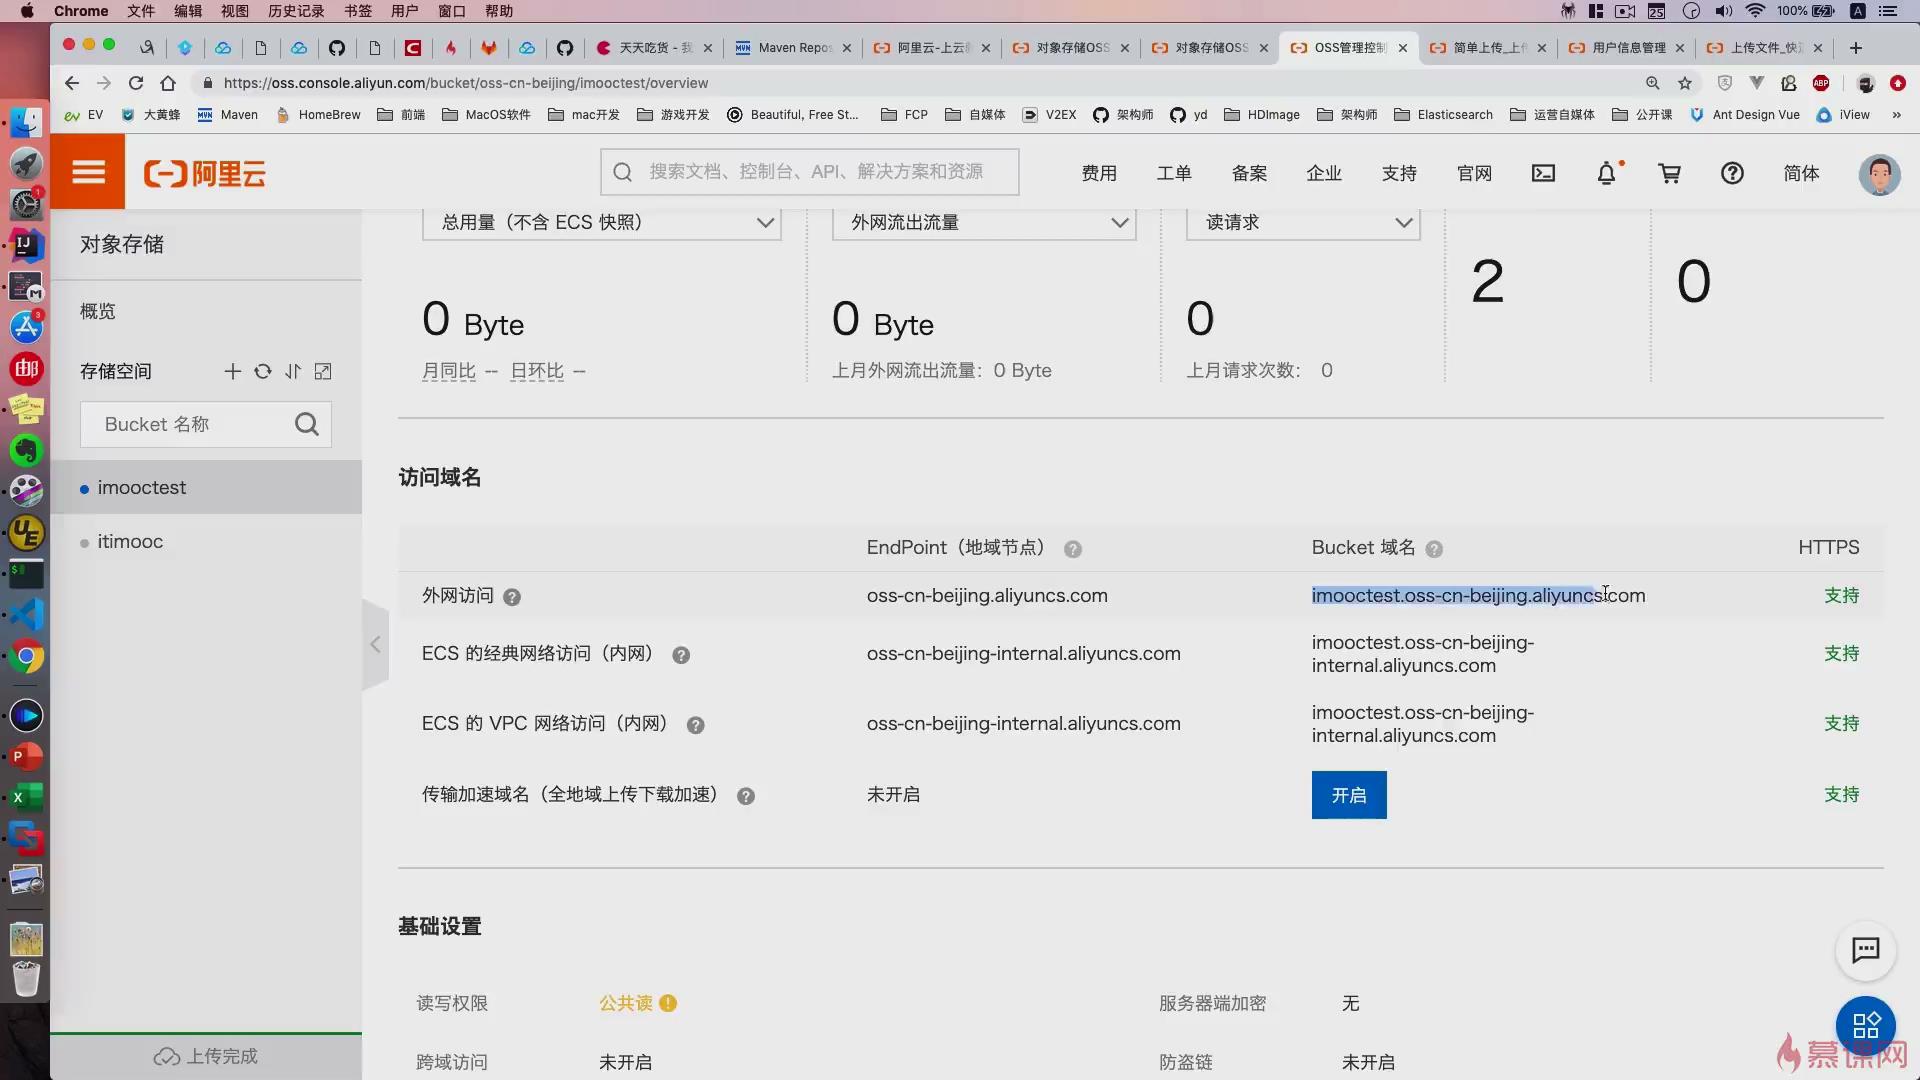 Chrome 文件 编辑 视图 历史记录 书签 用户 窗口 帮助 25 100% A
天天吃货 - 我 Maven Repos 阿里云-上云 对象存储OSS 对象存储OSS OSS管理控制 简单上传_上传 用户信息管理 上传文件_快
https://oss.console.aliyun.com/bucket/oss-cn-beijing/imooctest/overview
ABP
EV 大黄蜂 Maven HomeBrew 前端 MacOS软件 mac开发 游戏开发 Beautiful, Free St... FCP 自媒体 V2EX 架构师 yd HDImage 架构师 Elasticsearch 运营自媒体 公开课 Ant Design Vue iView »
阿里云 搜索文档、控制台、API、解决方案和资源 费用 工单 备案 企业 支持 官网 简体
对象存储
概览
存储空间
Bucket 名称
imooctest
itimooc
上传完成
总用量（不含 ECS 快照） 外网流出流量 读请求
0 Byte 0 Byte 0 2 0
月同比 -- 日环比 -- 上月外网流出流量：0 Byte 上月请求次数： 0
访问域名
EndPoint（地域节点） Bucket 域名 HTTPS
外网访问 oss-cn-beijing.aliyuncs.com imooctest.oss-cn-beijing.aliyuncs.com 支持
ECS 的经典网络访问（内网） oss-cn-beijing-internal.aliyuncs.com imooctest.oss-cn-beijing-
internal.aliyuncs.com 支持
ECS 的 VPC 网络访问（内网） oss-cn-beijing-internal.aliyuncs.com imooctest.oss-cn-beijing-
internal.aliyuncs.com 支持
传输加速域名（全地域上传下载加速） 未开启 开启 支持
基础设置
读写权限 公共读 服务器端加密 无
跨域访问 未开启 防盗链 未开启
慕课网